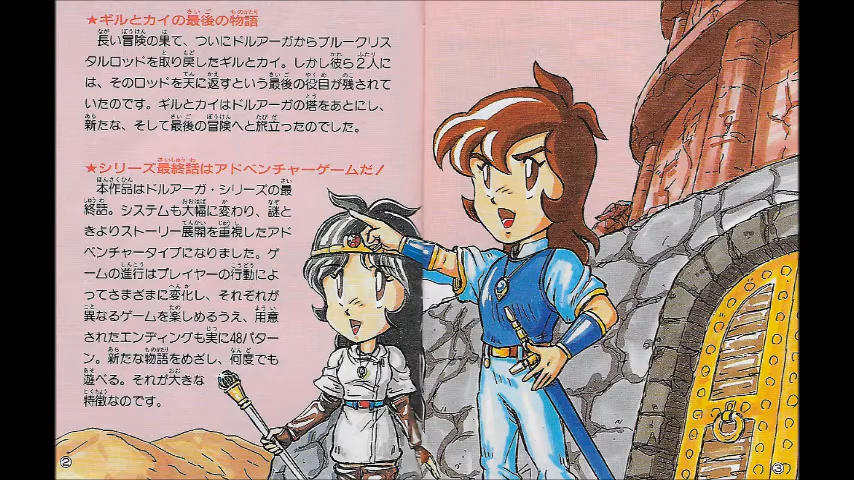 ★ギルとカイの最後の物語
長い冒険の果て、ついにドルアーガからブルークリス
タルロッドを取り戻したギルとカイ。しかし彼ら2人に
は、そのロッドを天に返すという最後の役目が残されて
いたのです。ギルとカイはドルアーガの塔をあとにし、
新たな、そして最後の冒険へと旅立ったのでした。
★シリーズ最終話はアドベンチャーゲームだ!
本作品はドルアーガ・シリーズの最
終話。システムも大幅に変わり、謎と
きよりストーリー展開を重視したアド
ベンチャータイプになりました。ゲ
ームの進行はプレイヤーの行動によ
ってさまざまに変化し、それぞれが
異なるゲームを楽しめるうえ、用意
されたエンディングも実に48パター
ン。新たな物語をめざし、何度でも
遊べる。それが大きな
特徴なのです。
②
③